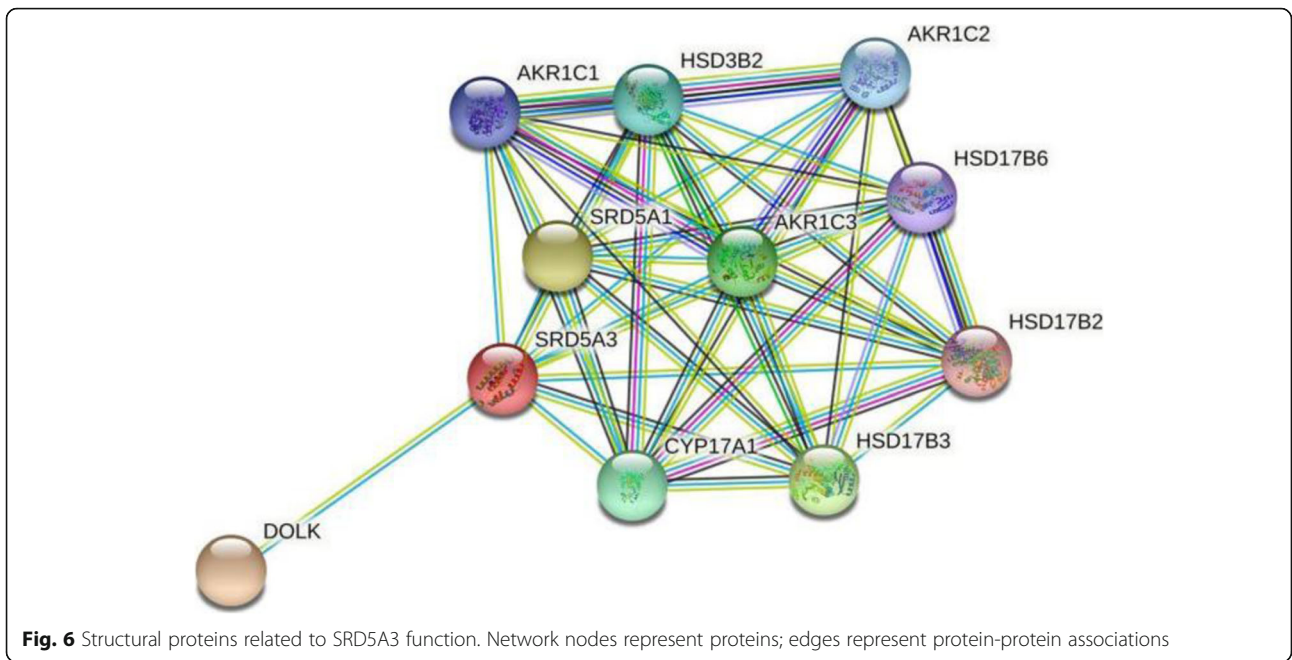 AKR1C2
HSD3B2
AKR1C1
HSD17B6
SRD5A1
AKR1C3
HSD17B2
SRD5A3
CYP17A1
HSD17B3
DOLK
Fig. 6 Structural proteins related to SRD5A3 function. Network nodes represent proteins; edges represent protein-protein associations